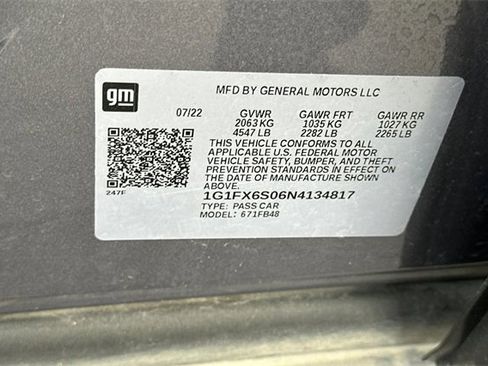 gm
MFD BY GENERAL MOTORS LLC
07/22 GVWR GAWR FRT GAWR RR
2063 KG 1035 KG 1027 KG
4547 LB 2282 LB 2265 LB
THIS VEHICLE CONFORMS TO ALL
APPLICABLE U.S. FEDERAL MOTOR
VEHICLE SAFETY, BUMPER, AND THEFT
PREVENTION STANDARDS IN EFFECT ON
THE DATE OF MANUFACTURE SHOWN ABOVE.
1G1FX6S06N4134817
TYPE: PASS CAR
MODEL: 671FB48
247F